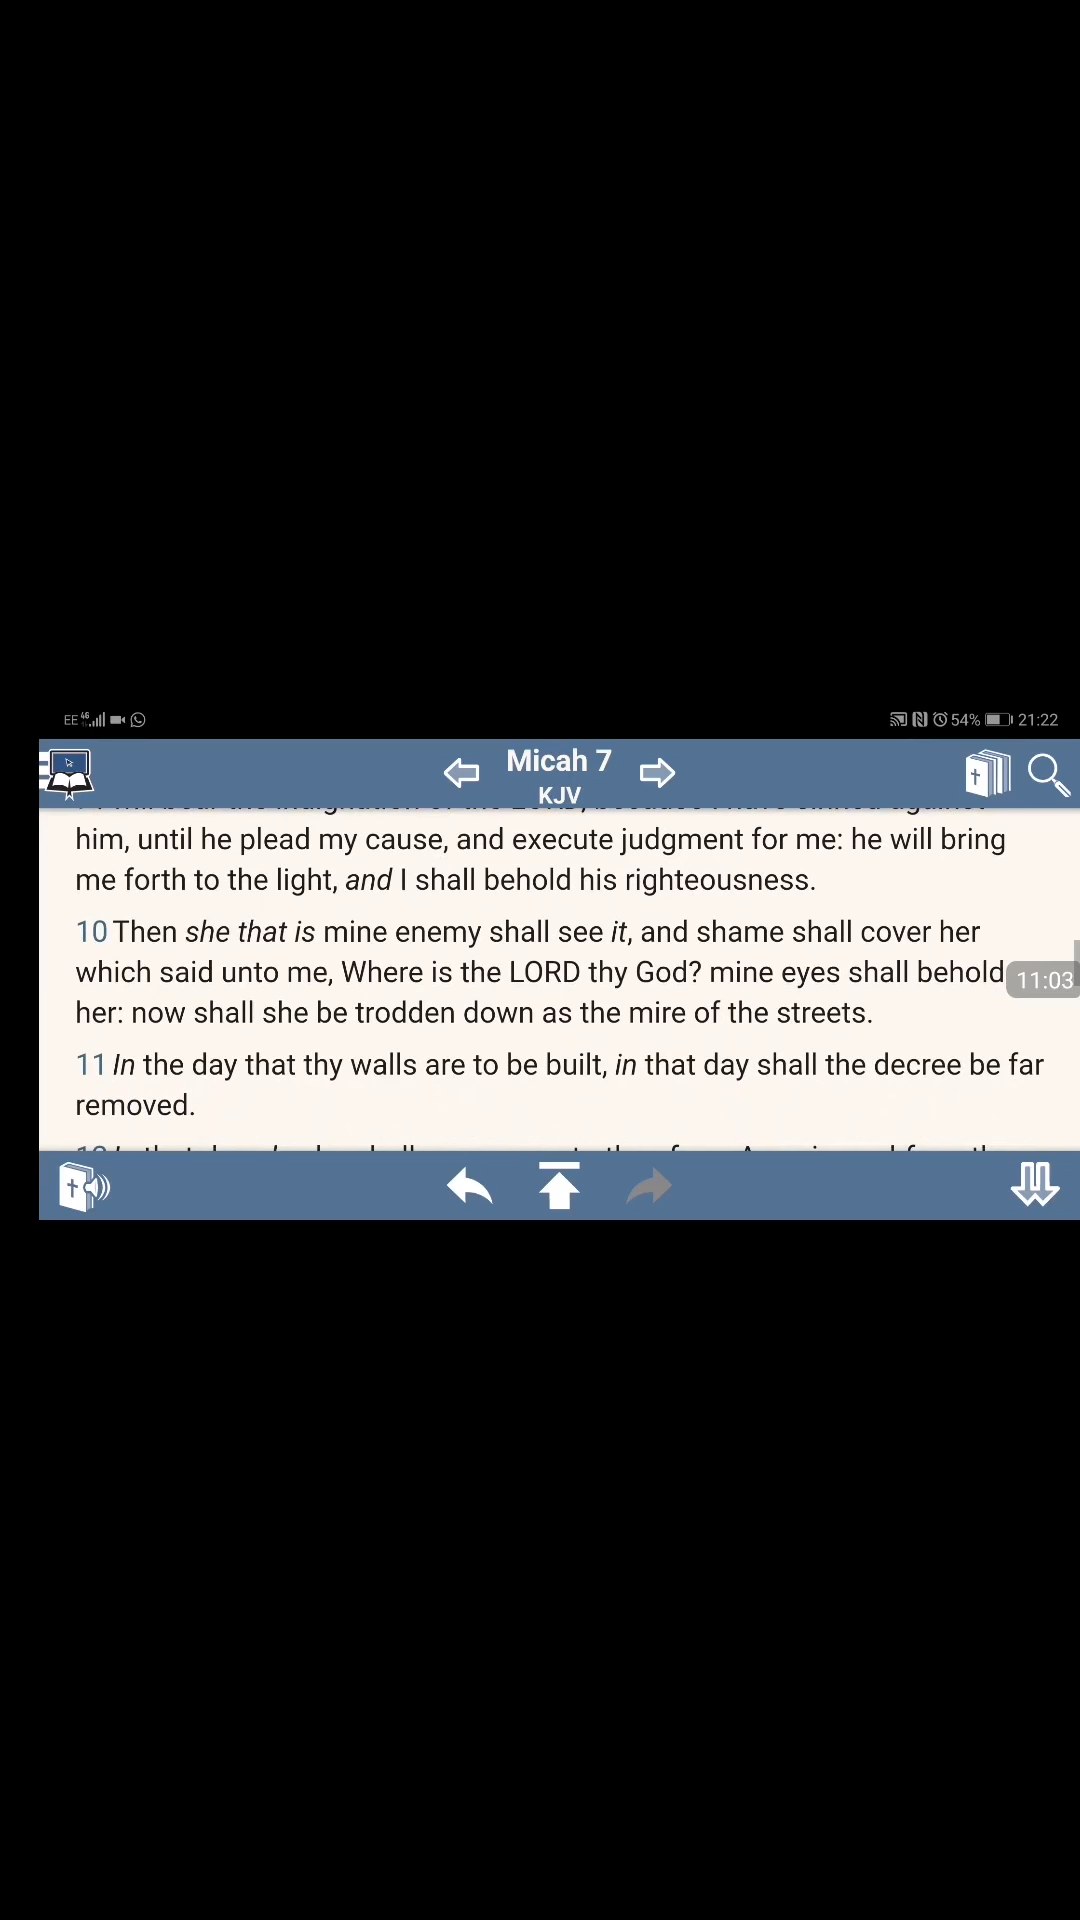 EE 46 54% 21:22
Micah 7
KJV
him, until he plead my cause, and execute judgment for me: he will bring
me forth to the light, and I shall behold his righteousness.
10 Then she that is mine enemy shall see it, and shame shall cover her
which said unto me, Where is the LORD thy God? mine eyes shall behold
11:03
her: now shall she be trodden down as the mire of the streets.
11 In the day that thy walls are to be built, in that day shall the decree be far
removed.